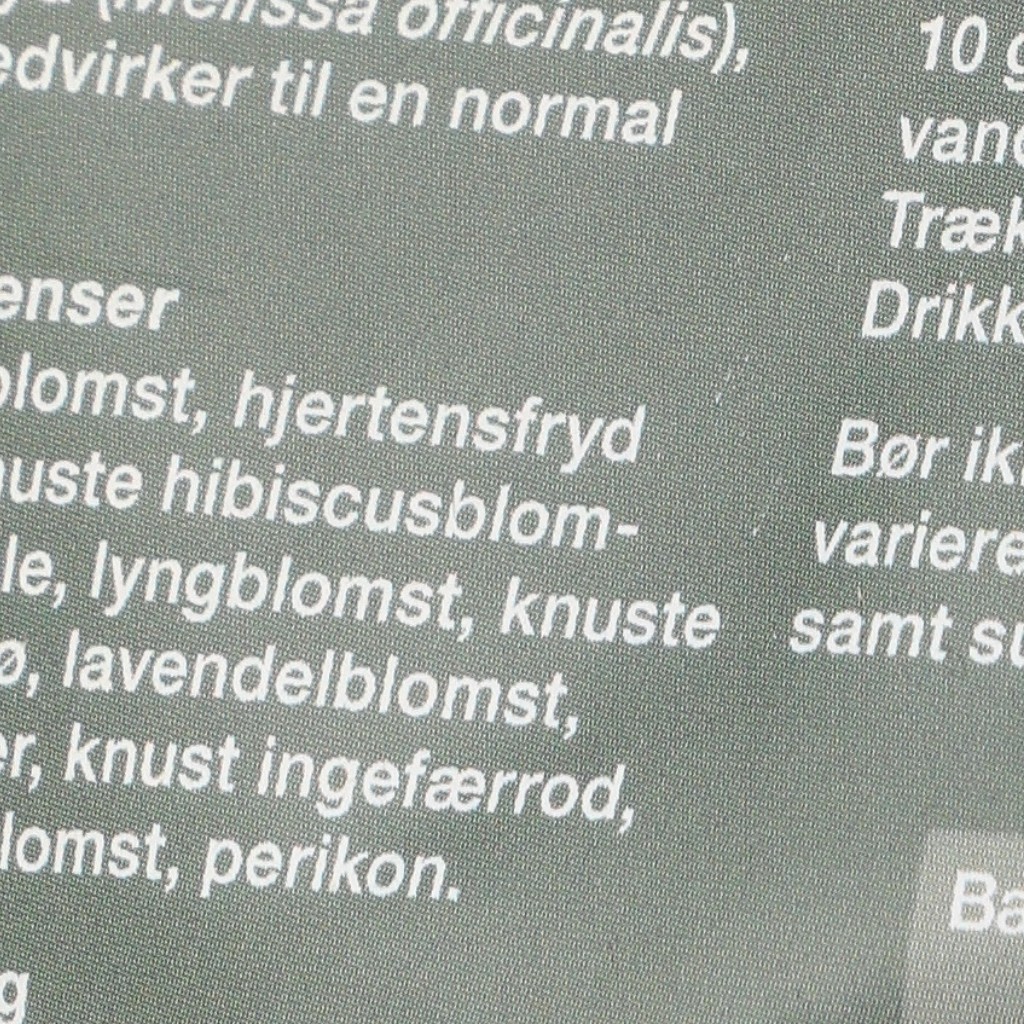 (Melissa officinalis),
edvirker til en normal
enser
blomst, hjertensfryd
nuste hibiscusblom-
le, lyngblomst, knuste
ø, lavendelblomst,
er, knust ingefærrod,
lomst, perikon.
g
10 g
vand
Træk
Drikk
Bør ikk
variere
samt su
Ba